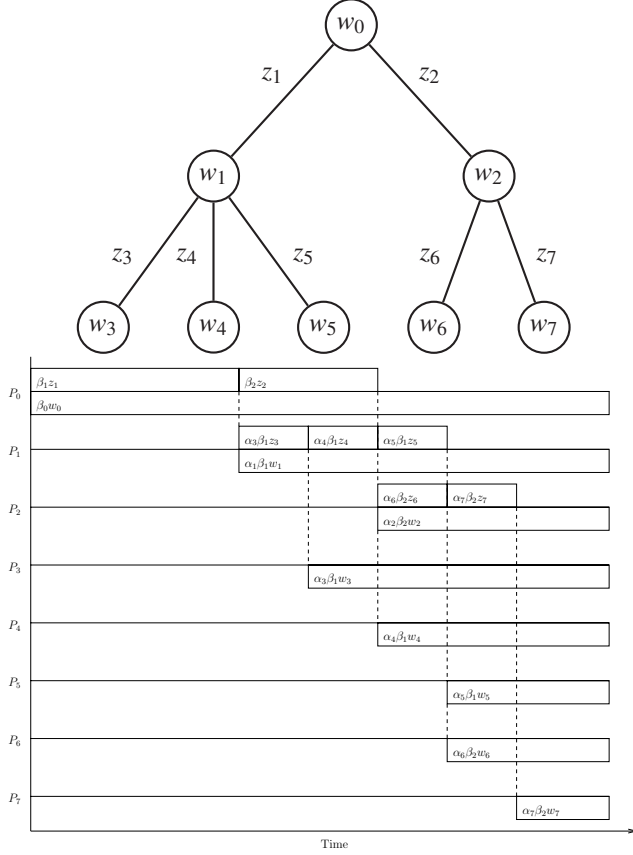 w₀
z₁ z₂
w₁ w₂
z₃ z₄ z₅ z₆ z₇
w₃ w₄ w₅ w₆ w₇
β₁z₁ β₂z₂
P₀
β₀w₀
α₃β₁z₃ α₄β₁z₄ α₅β₁z₅
P₁
α₁β₁w₁
α₆β₂z₆ α₇β₂z₇
P₂
α₂β₂w₂
P₃
α₃β₁w₃
P₄
α₄β₁w₄
P₅
α₅β₁w₅
P₆
α₆β₂w₆
P₇
α₇β₂w₇
Time